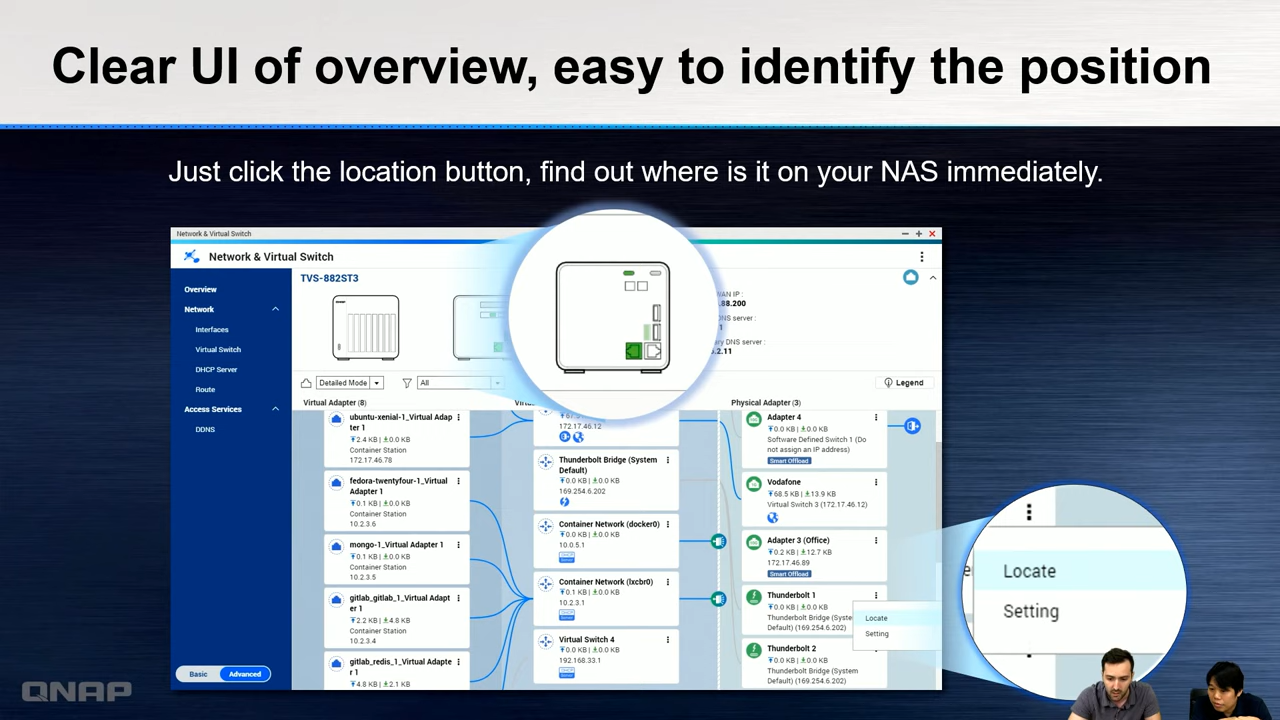 Clear UI of overview, easy to identify the position
Just click the location button, find out where is it on your NAS immediately.
Network & Virtual Switch
Network & Virtual Switch
Overview
Network
Interfaces
Virtual Switch
DHCP Server
Route
Access Services
DDNS
Basic
Advanced
TVS-882ST3
WAN IP :
.88.200
DNS server :
1
ry DNS server :
.2.11
Detailed Mode
All
Legend
Virtual Adapter (8)
ubuntu-xenial-1_Virtual Adap
ter 1
2.4 KB | 0.0 KB
Container Station
172.17.46.78
fedora-twentyfour-1_Virtual
Adapter 1
0.1 KB | 0.0 KB
Container Station
10.2.3.6
mongo-1_Virtual Adapter 1
0.1 KB | 0.0 KB
Container Station
10.2.3.5
gitlab_gitlab_1_Virtual Adapt
er 1
2.2 KB | 4.8 KB
Container Station
10.2.3.4
gitlab_redis_1_Virtual Adapte
r 1
4.8 KB | 2.1 KB
172.17.46.12
Thunderbolt Bridge (System
Default)
0.0 KB | 0.0 KB
169.254.6.202
Container Network (docker0)
0.0 KB | 0.0 KB
10.0.5.1
Container Network (lxcbr0)
0.1 KB | 0.0 KB
10.2.3.1
Virtual Switch 4
0.0 KB | 0.0 KB
192.168.33.1
Physical Adapter (3)
Adapter 4
0.0 KB | 0.0 KB
Software Defined Switch 1 (Do
not assign an IP address)
Smart Offload
Vodafone
68.5 KB | 13.9 KB
Virtual Switch 3 (172.17.46.12)
Adapter 3 (Office)
0.2 KB | 12.7 KB
172.17.46.89
Smart Offload
Thunderbolt 1
0.0 KB | 0.0 KB
Thunderbolt Bridge (Sys
Default) (169.254.6.202)
Thunderbolt 2
0.0 KB | 0.0 KB
Thunderbolt Bridge (System
Default) (169.254.6.202)
Locate
Setting
Locate
Setting
QNAP